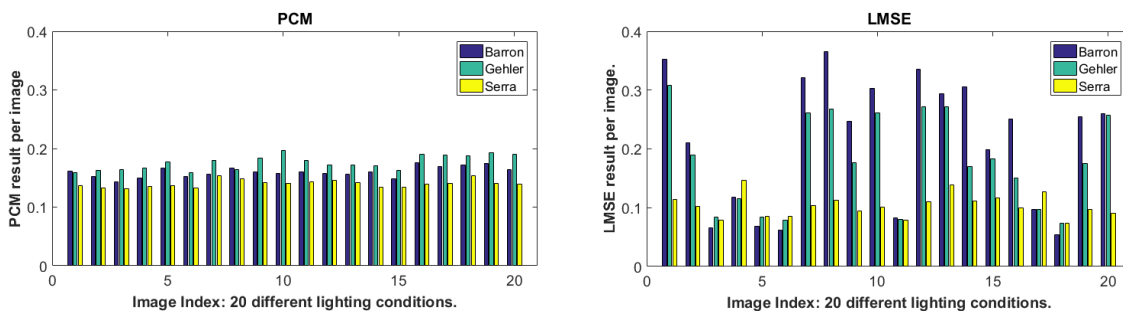 PCM
0.4
0.3
0.2
0.1
0
PCM result per image
Barron
Gehler
Serra
0 5 10 15 20
Image Index: 20 different lighting conditions.
LMSE
0.4
0.3
0.2
0.1
0
LMSE result per image.
Barron
Gehler
Serra
0 5 10 15 20
Image Index: 20 different lighting conditions.